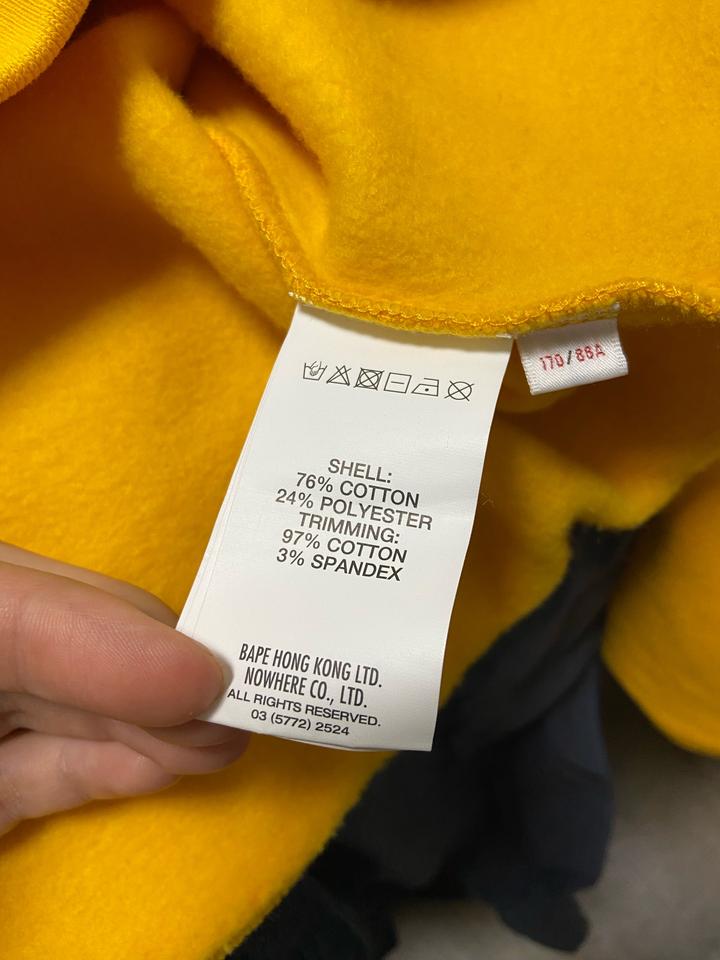 170/88A
SHELL:
76% COTTON
24% POLYESTER
TRIMMING:
97% COTTON
3% SPANDEX
BAPE HONG KONG LTD.
NOWHERE CO., LTD.
ALL RIGHTS RESERVED.
03 (5772) 2524